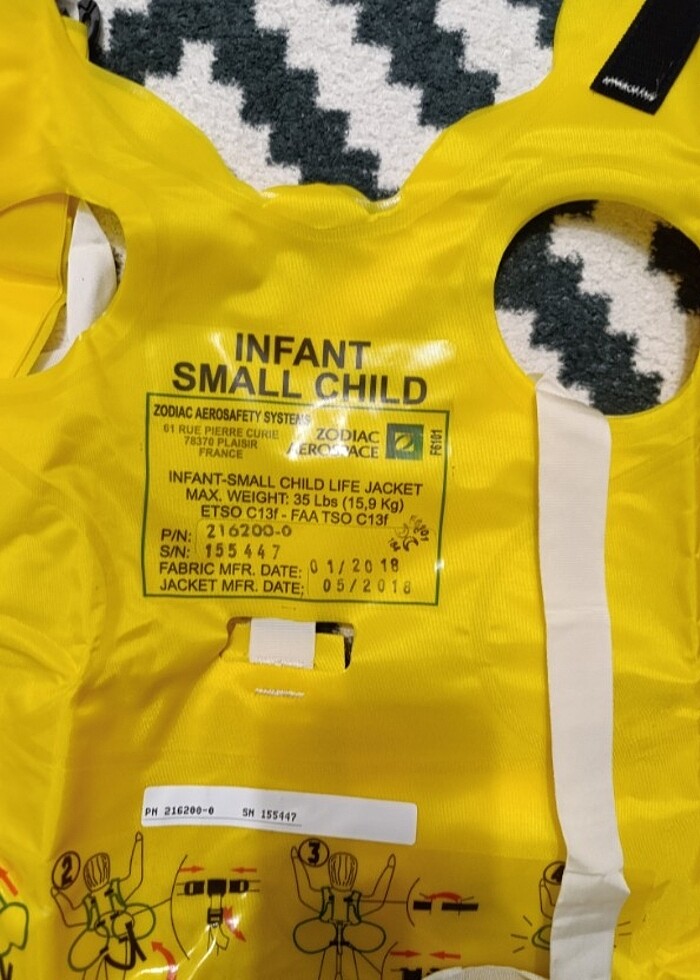 INFANT
SMALL CHILD
ZODIAC AEROSAFETY SYSTEMS
61 RUE PIERRE CURIE
78370 PLAISIR
FRANCE
ZODIAC
AEROSPACE
F6101
INFANT-SMALL CHILD LIFE JACKET
MAX. WEIGHT: 35 Lbs (15,9 Kg)
ETSO C13f - FAA TSO C13f
P/N: 216200-0
S/N: 155447
FABRIC MFR. DATE: 01/2018
JACKET MFR. DATE: 05/2018
PN 216200-0 SN 155447
2
3